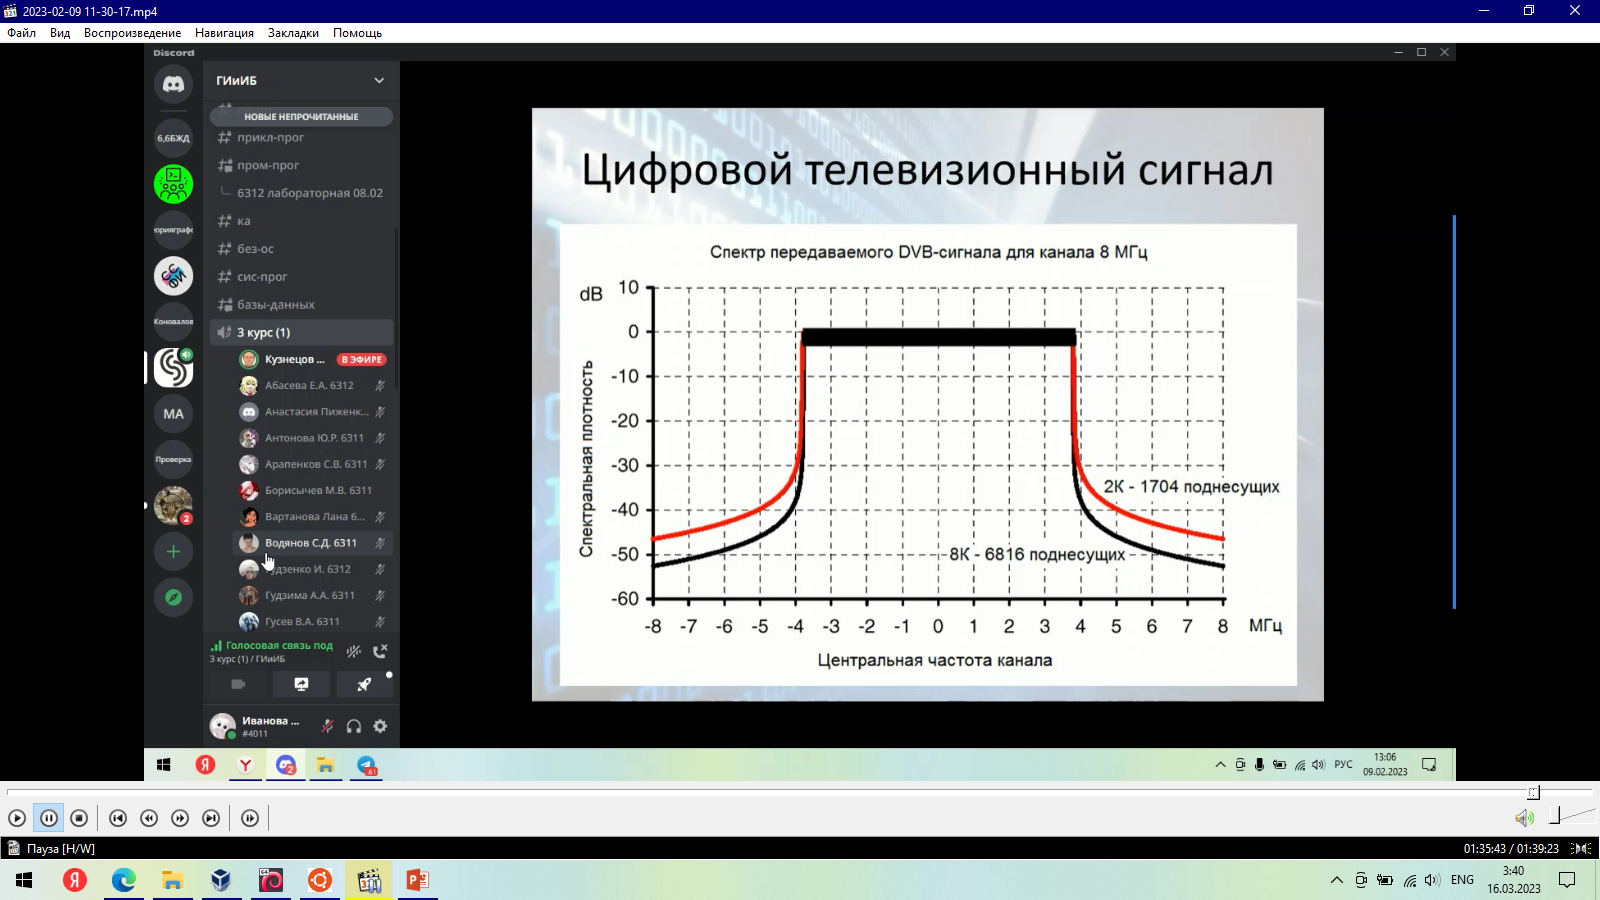 2023-02-09 11-30-17.mp4
Файл Вид Воспроизведение Навигация Закладки Помощь
Discord
ГИиИБ
НОВЫЕ НЕПРОЧИТАННЫЕ
6,6БЖД
прикл-прог
пром-прог
6312 лабораторная 08.02
ка
без-ос
сис-прог
базы-данных
Коновалов
3 курс (1)
Кузнецов ... В ЭФИРЕ
Абасева Е.А. 6312
Анастасия Пиженк...
МА
Антонова Ю.Р. 6311
Проверка
Арапенков С.В. 6311
Борисычев М.В. 6311
2
Вартанова Лана 6...
Водянов С.Д. 6311
удзенко И. 6312
Гудзима А.А. 6311
Гусев В.А. 6311
Голосовая связь под
3 курс (1) / ГИиИБ
Иванова ...
#4011
Цифровой телевизионный сигнал
Спектр передаваемого DVB-сигнала для канала 8 МГц
dB
10
0
-10
-20
-30
-40
-50
-60
Спектральная плотность
2К - 1704 поднесущих
8К - 6816 поднесущих
-8 -7 -6 -5 -4 -3 -2 -1 0 1 2 3 4 5 6 7 8 МГц
Центральная частота канала
РУС
13:06
09.02.2023
Пауза [H/W]
01:35:43 / 01:39:23
ENG
3:40
16.03.2023